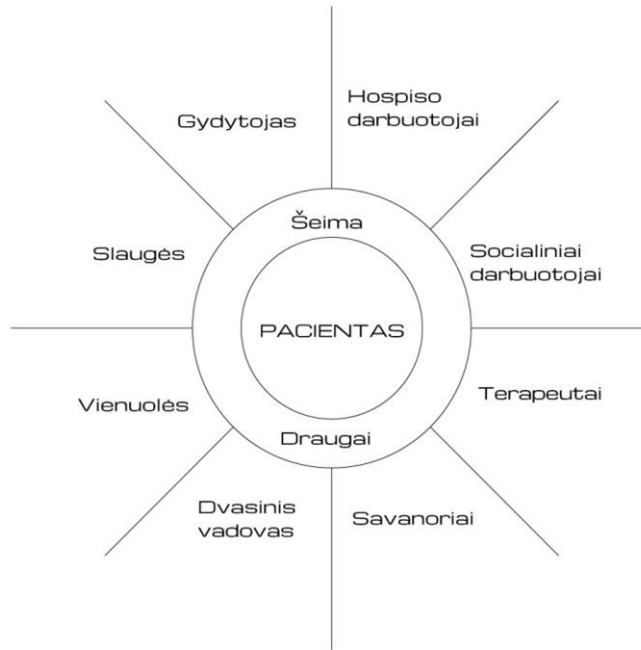 Gydytojas
Hospiso
darbuotojai
Šeima
Slaugės
Socialiniai
darbuotojai
PACIENTAS
Vienuolės
Terapeutai
Draugai
Dvasinis
vadovas
Savanoriai